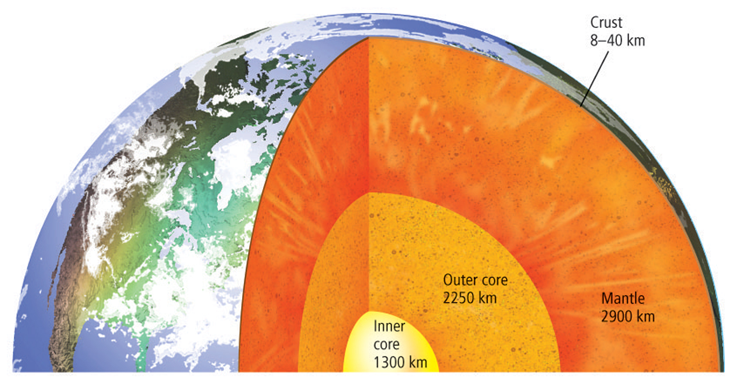 Crust
8–40 km
Outer core
2250 km
Mantle
2900 km
Inner
core
1300 km